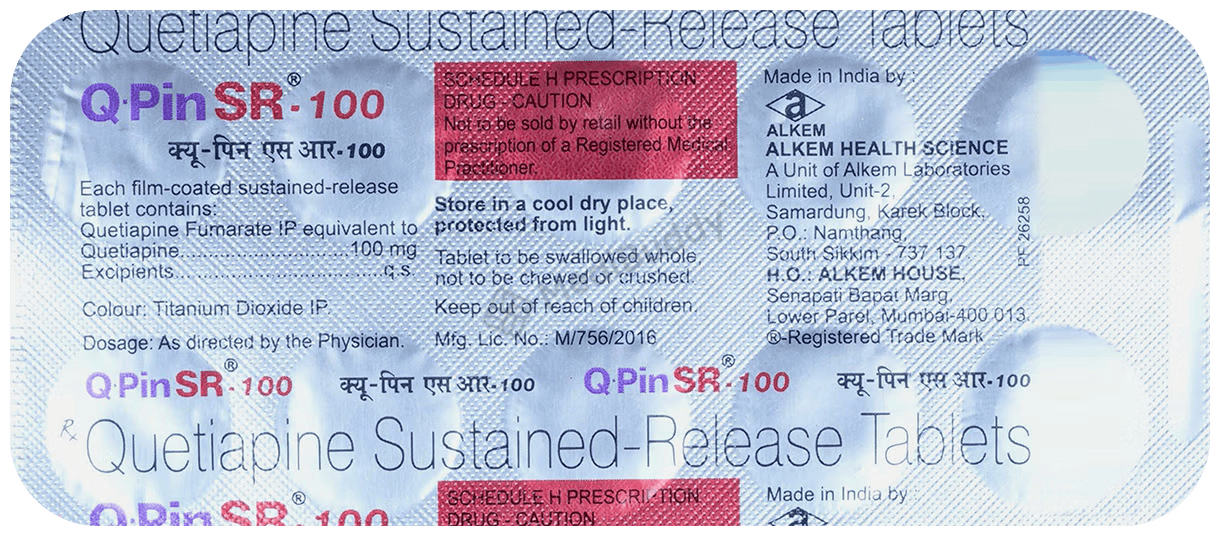 Quetiapine Sustained-Release Tablets
Q·Pin SR®-100
क्यू-पिन एस आर-100
Each film-coated sustained-release
tablet contains:
Quetiapine Fumarate IP equivalent to
Quetiapine..............................100 mg
Excipients......................................q.s.
Colour: Titanium Dioxide IP.
Dosage: As directed by the Physician.
SCHEDULE H PRESCRIPTION
DRUG - CAUTION
Not to be sold by retail without the
prescription of a Registered Medical
Practitioner.
Store in a cool dry place,
protected from light.
Tablet to be swallowed whole,
not to be chewed or crushed.
Keep out of reach of children.
Mfg. Lic. No.: M/756/2016
Made in India by :
a
ALKEM
ALKEM HEALTH SCIENCE
A Unit of Alkem Laboratories
Limited, Unit-2,
Samardung, Karek Block,
P.O.: Namthang,
South Sikkim - 737 137.
H.O.: ALKEM HOUSE,
Senapati Bapat Marg,
Lower Parel, Mumbai-400 013.
®-Registered Trade Mark
PF 26258
Q·Pin SR®-100 क्यू-पिन एस आर-100 Q·Pin SR®-100 क्यू-पिन एस आर-100
Rx Quetiapine Sustained-Release Tablets
Q·Pin SR®-100
SCHEDULE H PRESCRIPTION
DRUG - CAUTION
Made in India by :
a